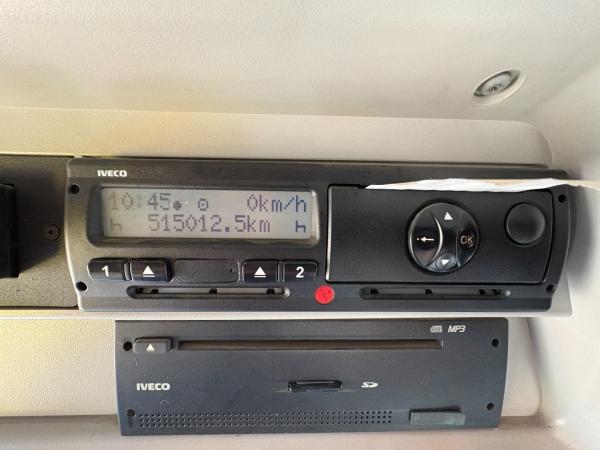 IVECO
10:45 0km/h
h 515012.5km h
1 2
OK
MP3
IVECO SD